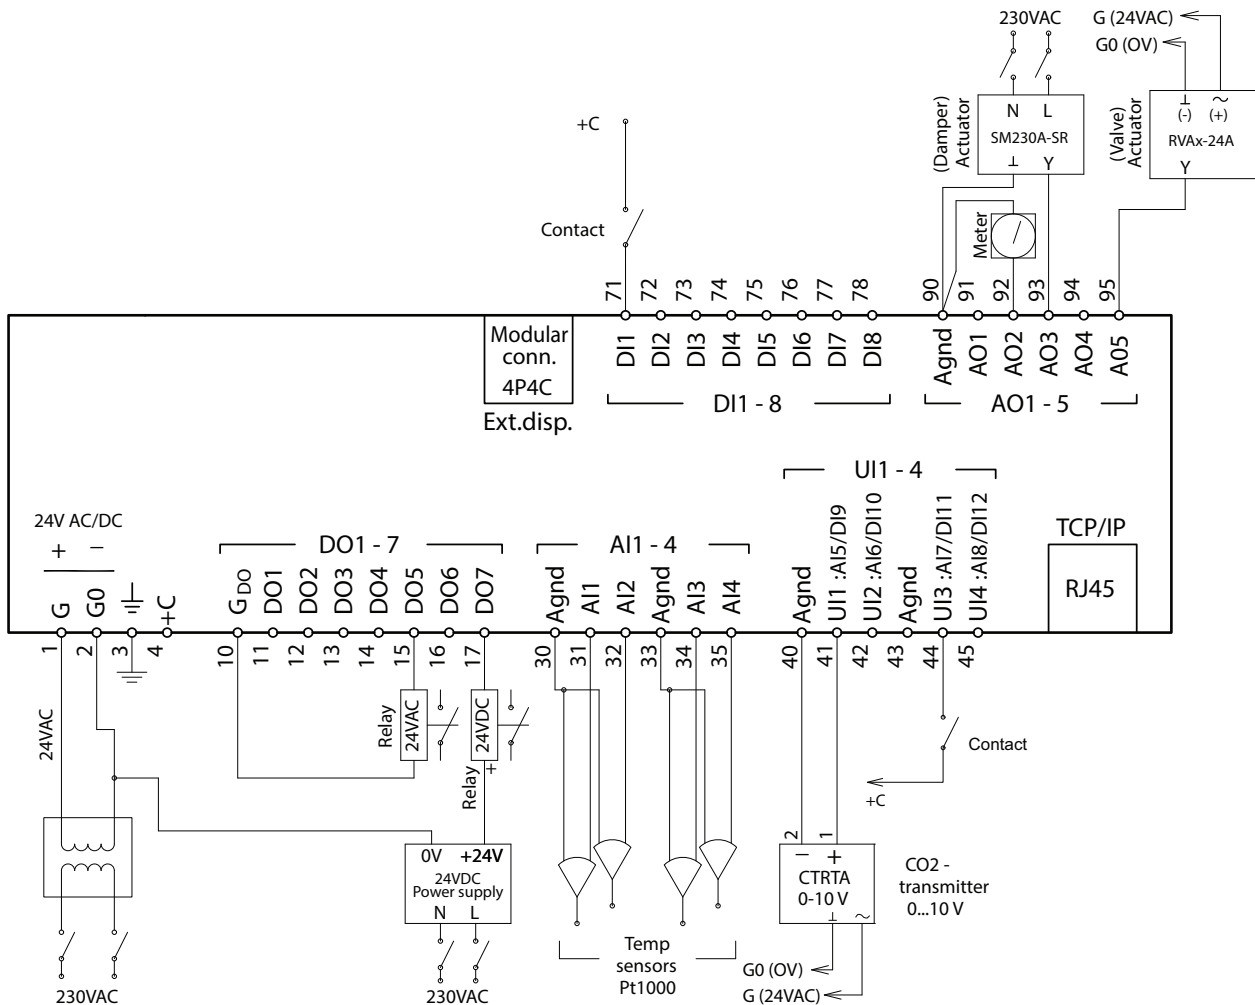 230VAC
G (24VAC)
G0 (OV)
+C
Contact
(Damper)
Actuator
N L
SM230A-SR
⊥ Y
(Valve)
Actuator
⊥ ~
(-) (+)
RVAx-24A
Y
Meter
71 72 73 74 75 76 77 78
90 91 92 93 94 95
Modular
conn.
4P4C
Ext.disp.
DI1 DI2 DI3 DI4 DI5 DI6 DI7 DI8
DI1 - 8
Agnd AO1 AO2 AO3 AO4 A05
AO1 - 5
UI1 - 4
24V AC/DC
+ −
G G0 ⏚ +C
DO1 - 7
GDO DO1 DO2 DO3 DO4 DO5 DO6 DO7
AI1 - 4
Agnd AI1 AI2 Agnd AI3 AI4
Agnd
UI1 :AI5/DI9
UI2 :AI6/DI10
Agnd
UI3 :AI7/DI11
UI4 :AI8/DI12
TCP/IP
RJ45
1 2 3 4
10 11 12 13 14 15 16 17
30 31 32 33 34 35
40 41 42 43 44 45
24VAC
Relay
24VAC
24VDC
+
Relay
Contact
+C
0V +24V
24VDC
Power supply
N L
230VAC
230VAC
Temp
sensors
Pt1000
2 1
− +
CTRTA
0-10 V
⊥ ~
CO2 -
transmitter
0...10 V
G0 (OV)
G (24VAC)